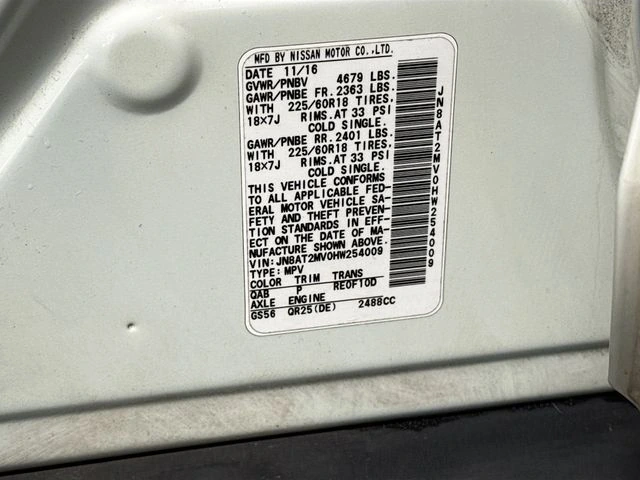 MFD BY NISSAN MOTOR CO.,LTD.
DATE 11/16
GVWR/PNBV 4679 LBS.
GAWR/PNBE FR. 2363 LBS.
WITH 225/60R18 TIRES,
18×7J RIMS.AT 33 PSI
COLD SINGLE.
GAWR/PNBE RR. 2401 LBS.
WITH 225/60R18 TIRES,
18×7J RIMS.AT 33 PSI
COLD SINGLE.
THIS VEHICLE CONFORMS
TO ALL APPLICABLE FED-
ERAL MOTOR VEHICLE SA-
FETY AND THEFT PREVEN-
TION STANDARDS IN EFF-
ECT ON THE DATE OF MA-
NUFACTURE SHOWN ABOVE.
VIN: JN8AT2MV0HW254009
TYPE: MPV
COLOR TRIM TRANS
QAB P RE0F10D
AXLE ENGINE
GS56 QR25(DE) 2488CC
JN8AT2MV0HW254009